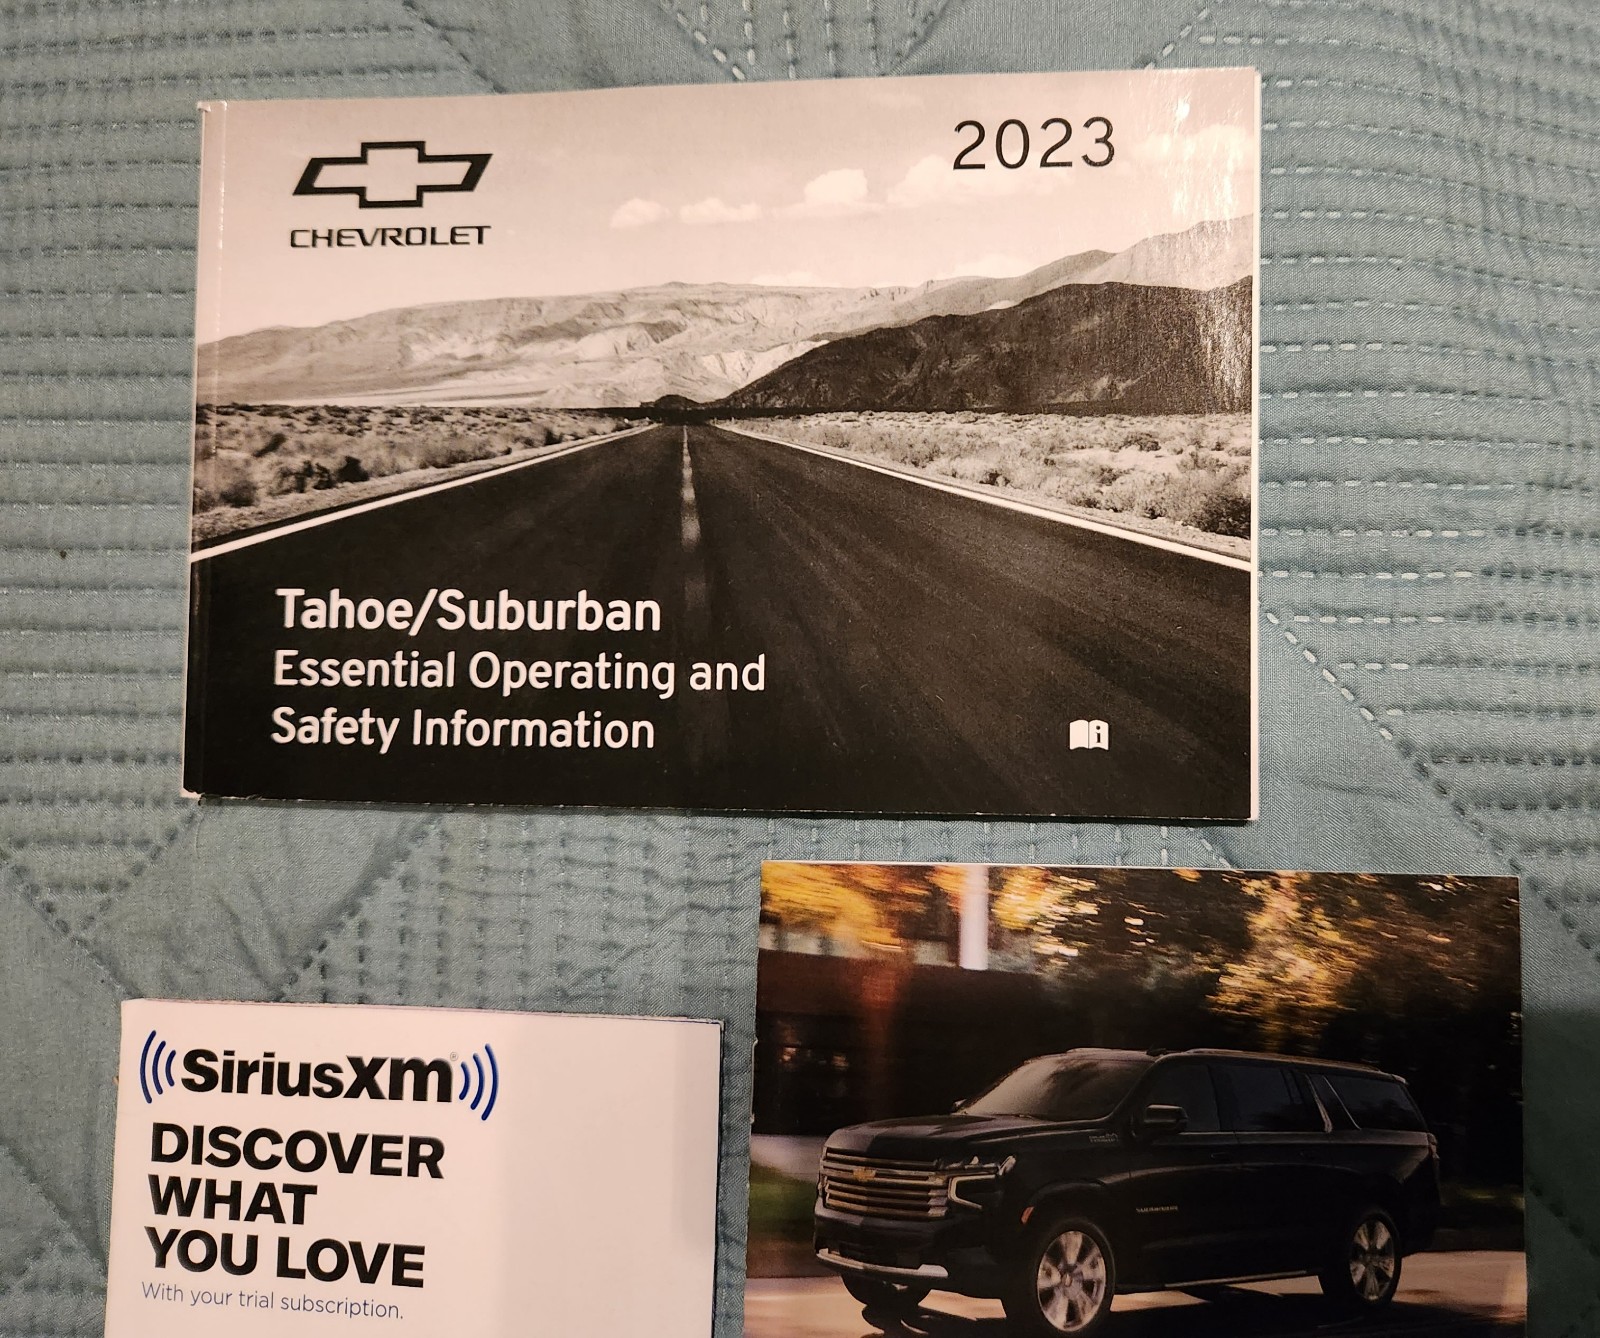 CHEVROLET
2023
Tahoe/Suburban
Essential Operating and
Safety Information
SiriusXM®
DISCOVER
WHAT
YOU LOVE
With your trial subscription.